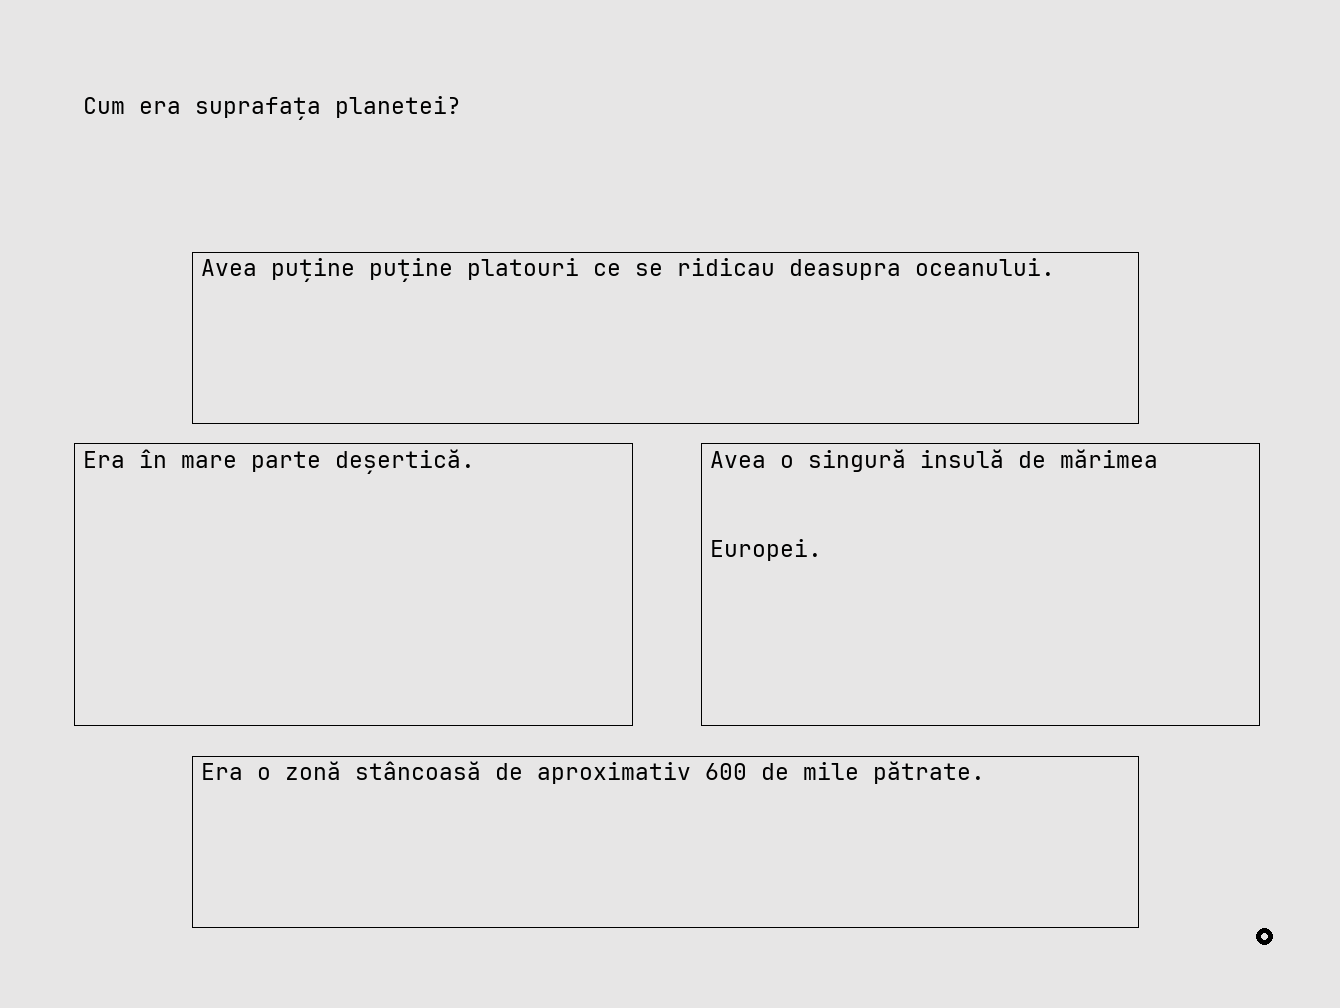 Cum era suprafața planetei?
Avea puține puține platouri ce se ridicau deasupra oceanului.
Era în mare parte deșertică.
Avea o singură insulă de mărimea
Europei.
Era o zonă stâncoasă de aproximativ 600 de mile pătrate.